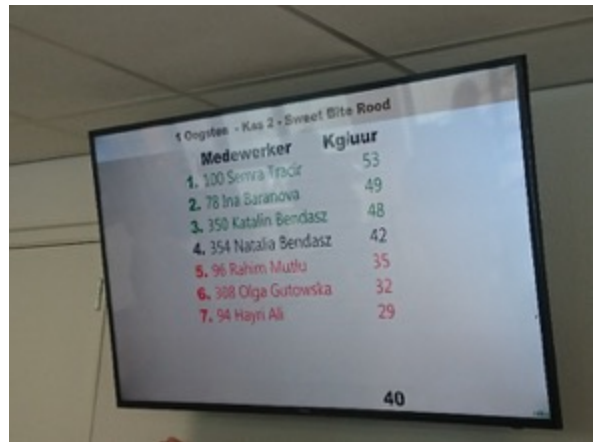 1 Oogsten - Kas 2 - Sweet Bite Rood
Medewerker Kg/uur
1. 100 Semra Tracir 53
2. 78 Ina Baranova 49
3. 350 Katalin Bendasz 48
4. 354 Natalia Bendasz 42
5. 96 Rahim Mutlu 35
6. 308 Olga Gutowska 32
7. 94 Hayri Ali 29
40